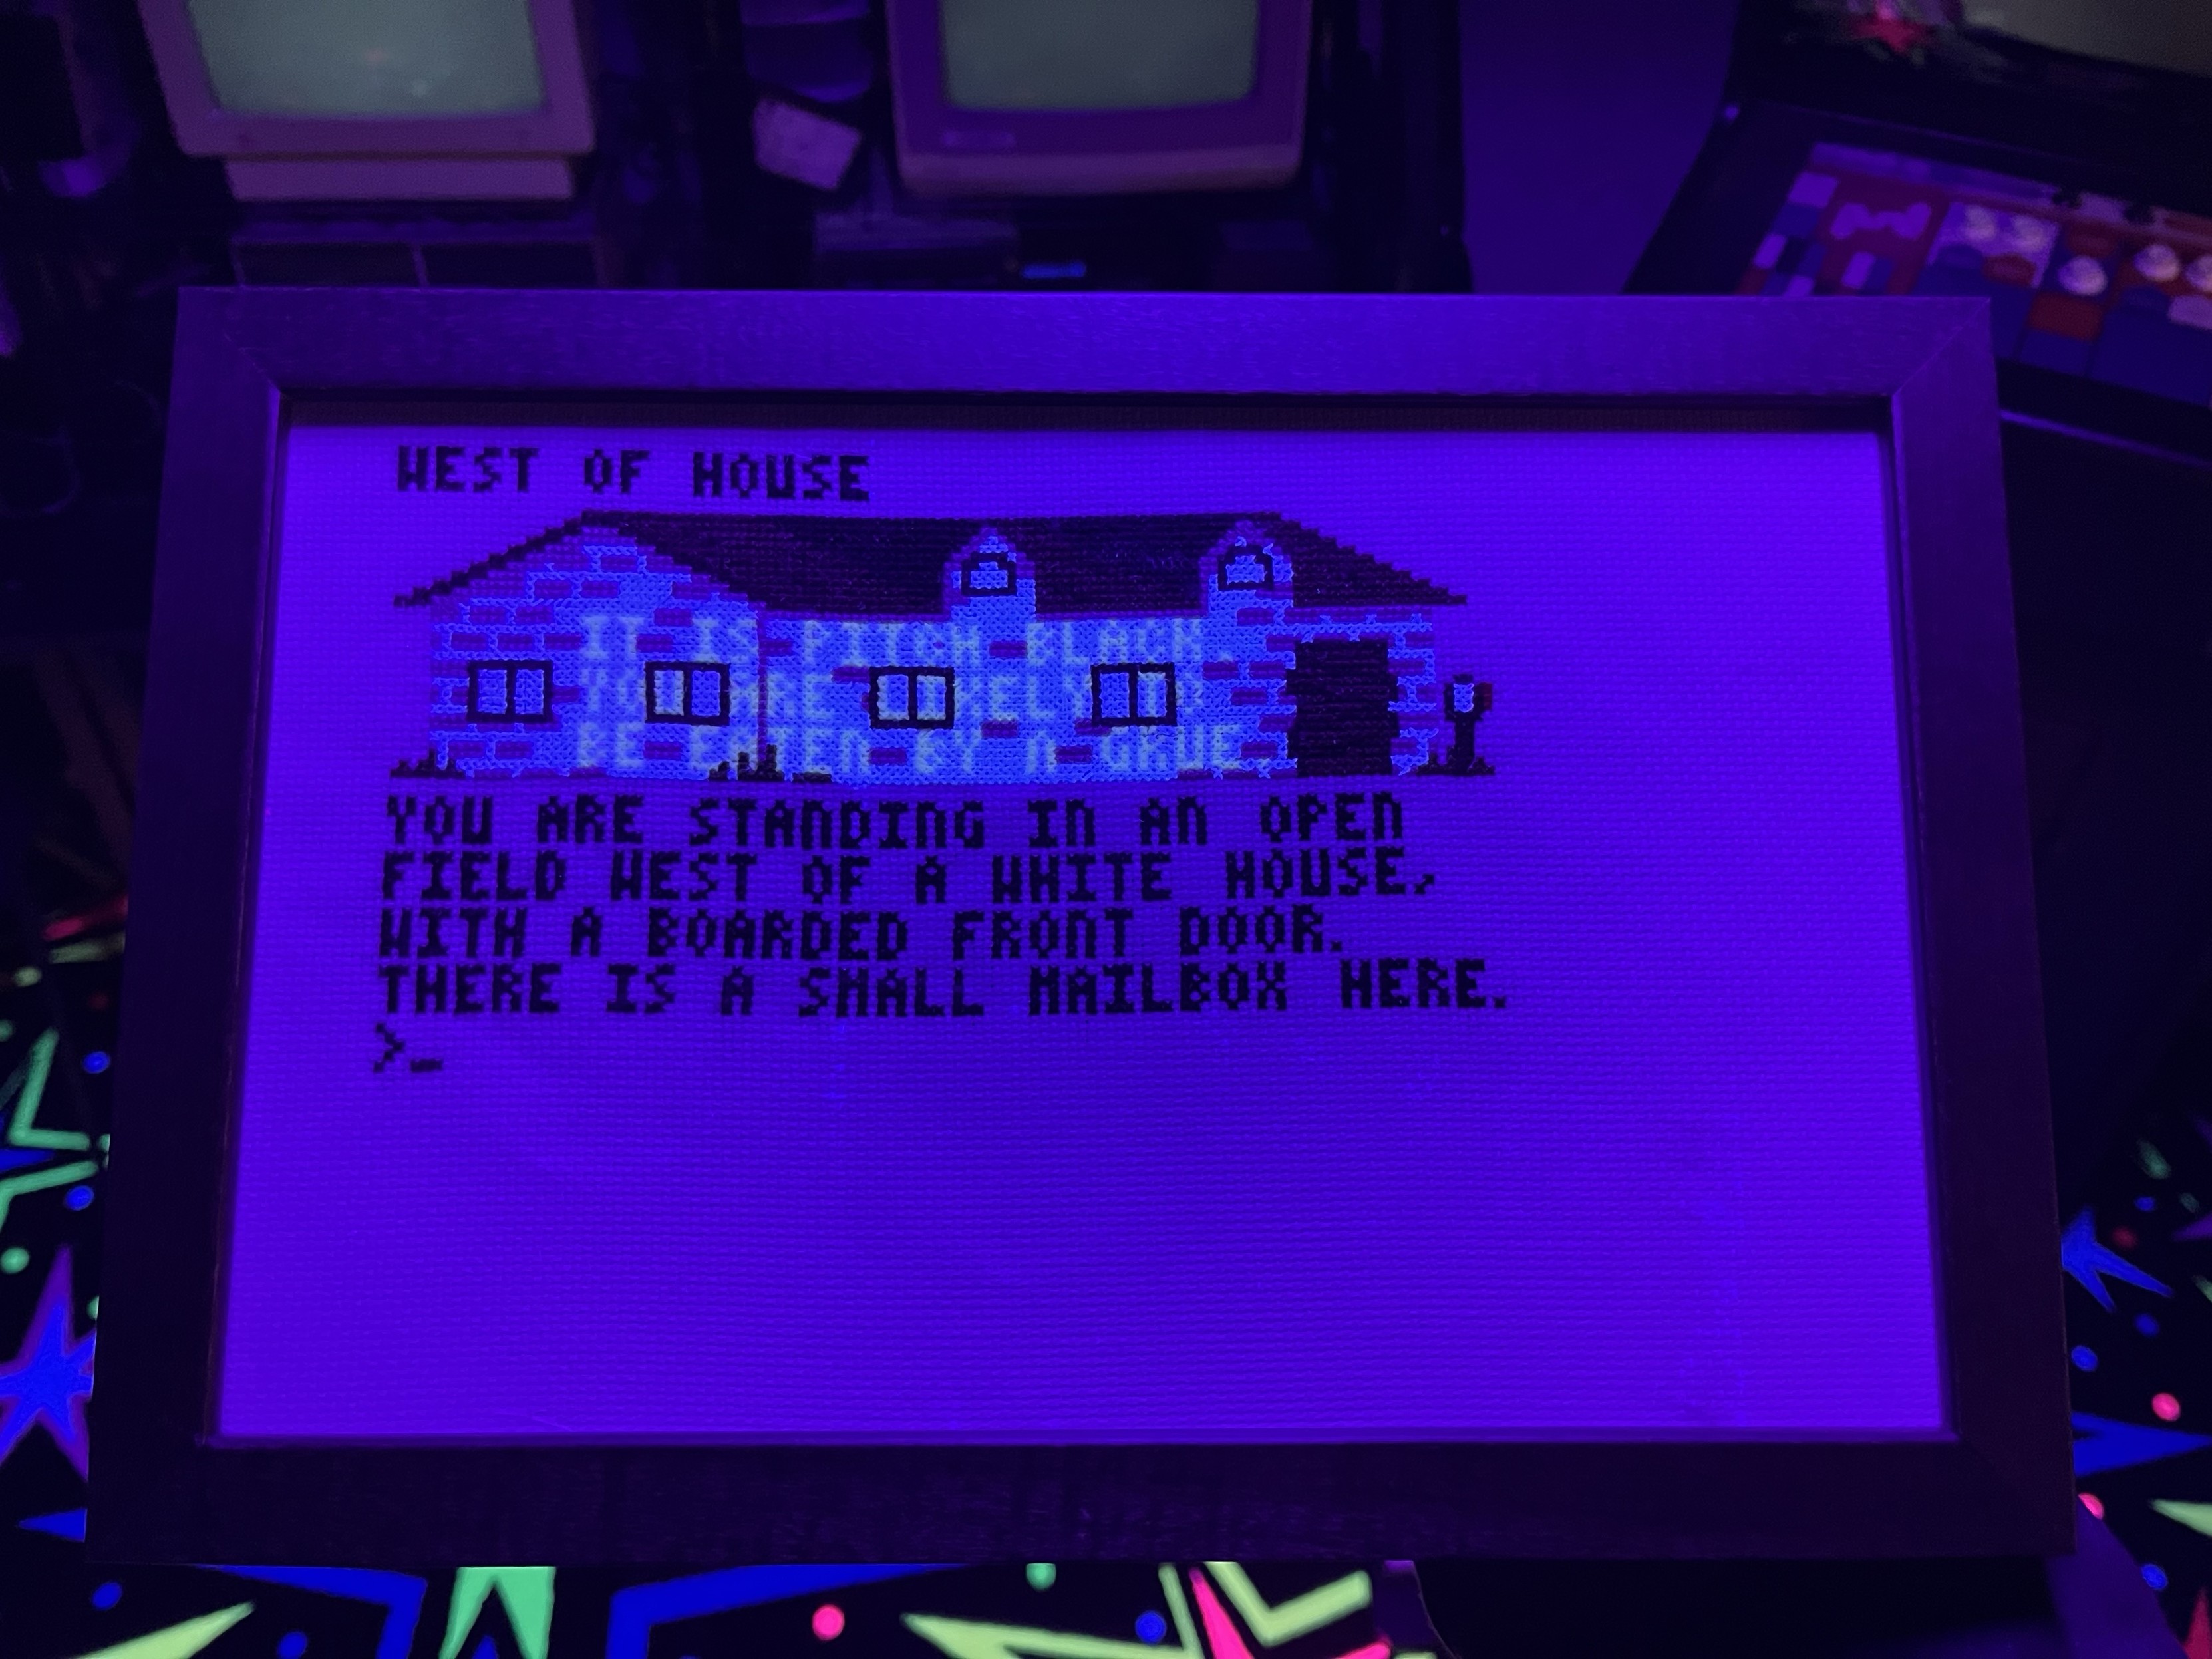 WEST OF HOUSE
IT IS PITCH BLACK.
YOU ARE LIKELY TO
BE EATEN BY A GRUE.
YOU ARE STANDING IN AN OPEN
FIELD WEST OF A WHITE HOUSE,
WITH A BOARDED FRONT DOOR.
THERE IS A SMALL MAILBOX HERE.
>_